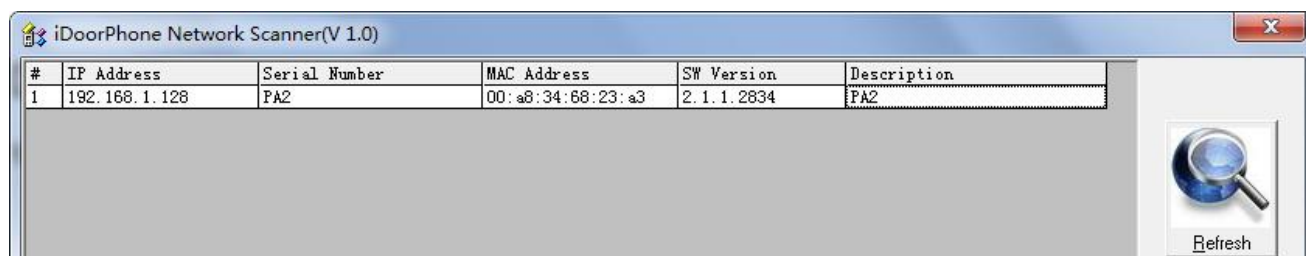 iDoorPhone Network Scanner(V 1.0)
# IP Address Serial Number MAC Address SW Version Description
1 192.168.1.128 PA2 00:a8:34:68:23:a3 2.1.1.2834 PA2
Refresh